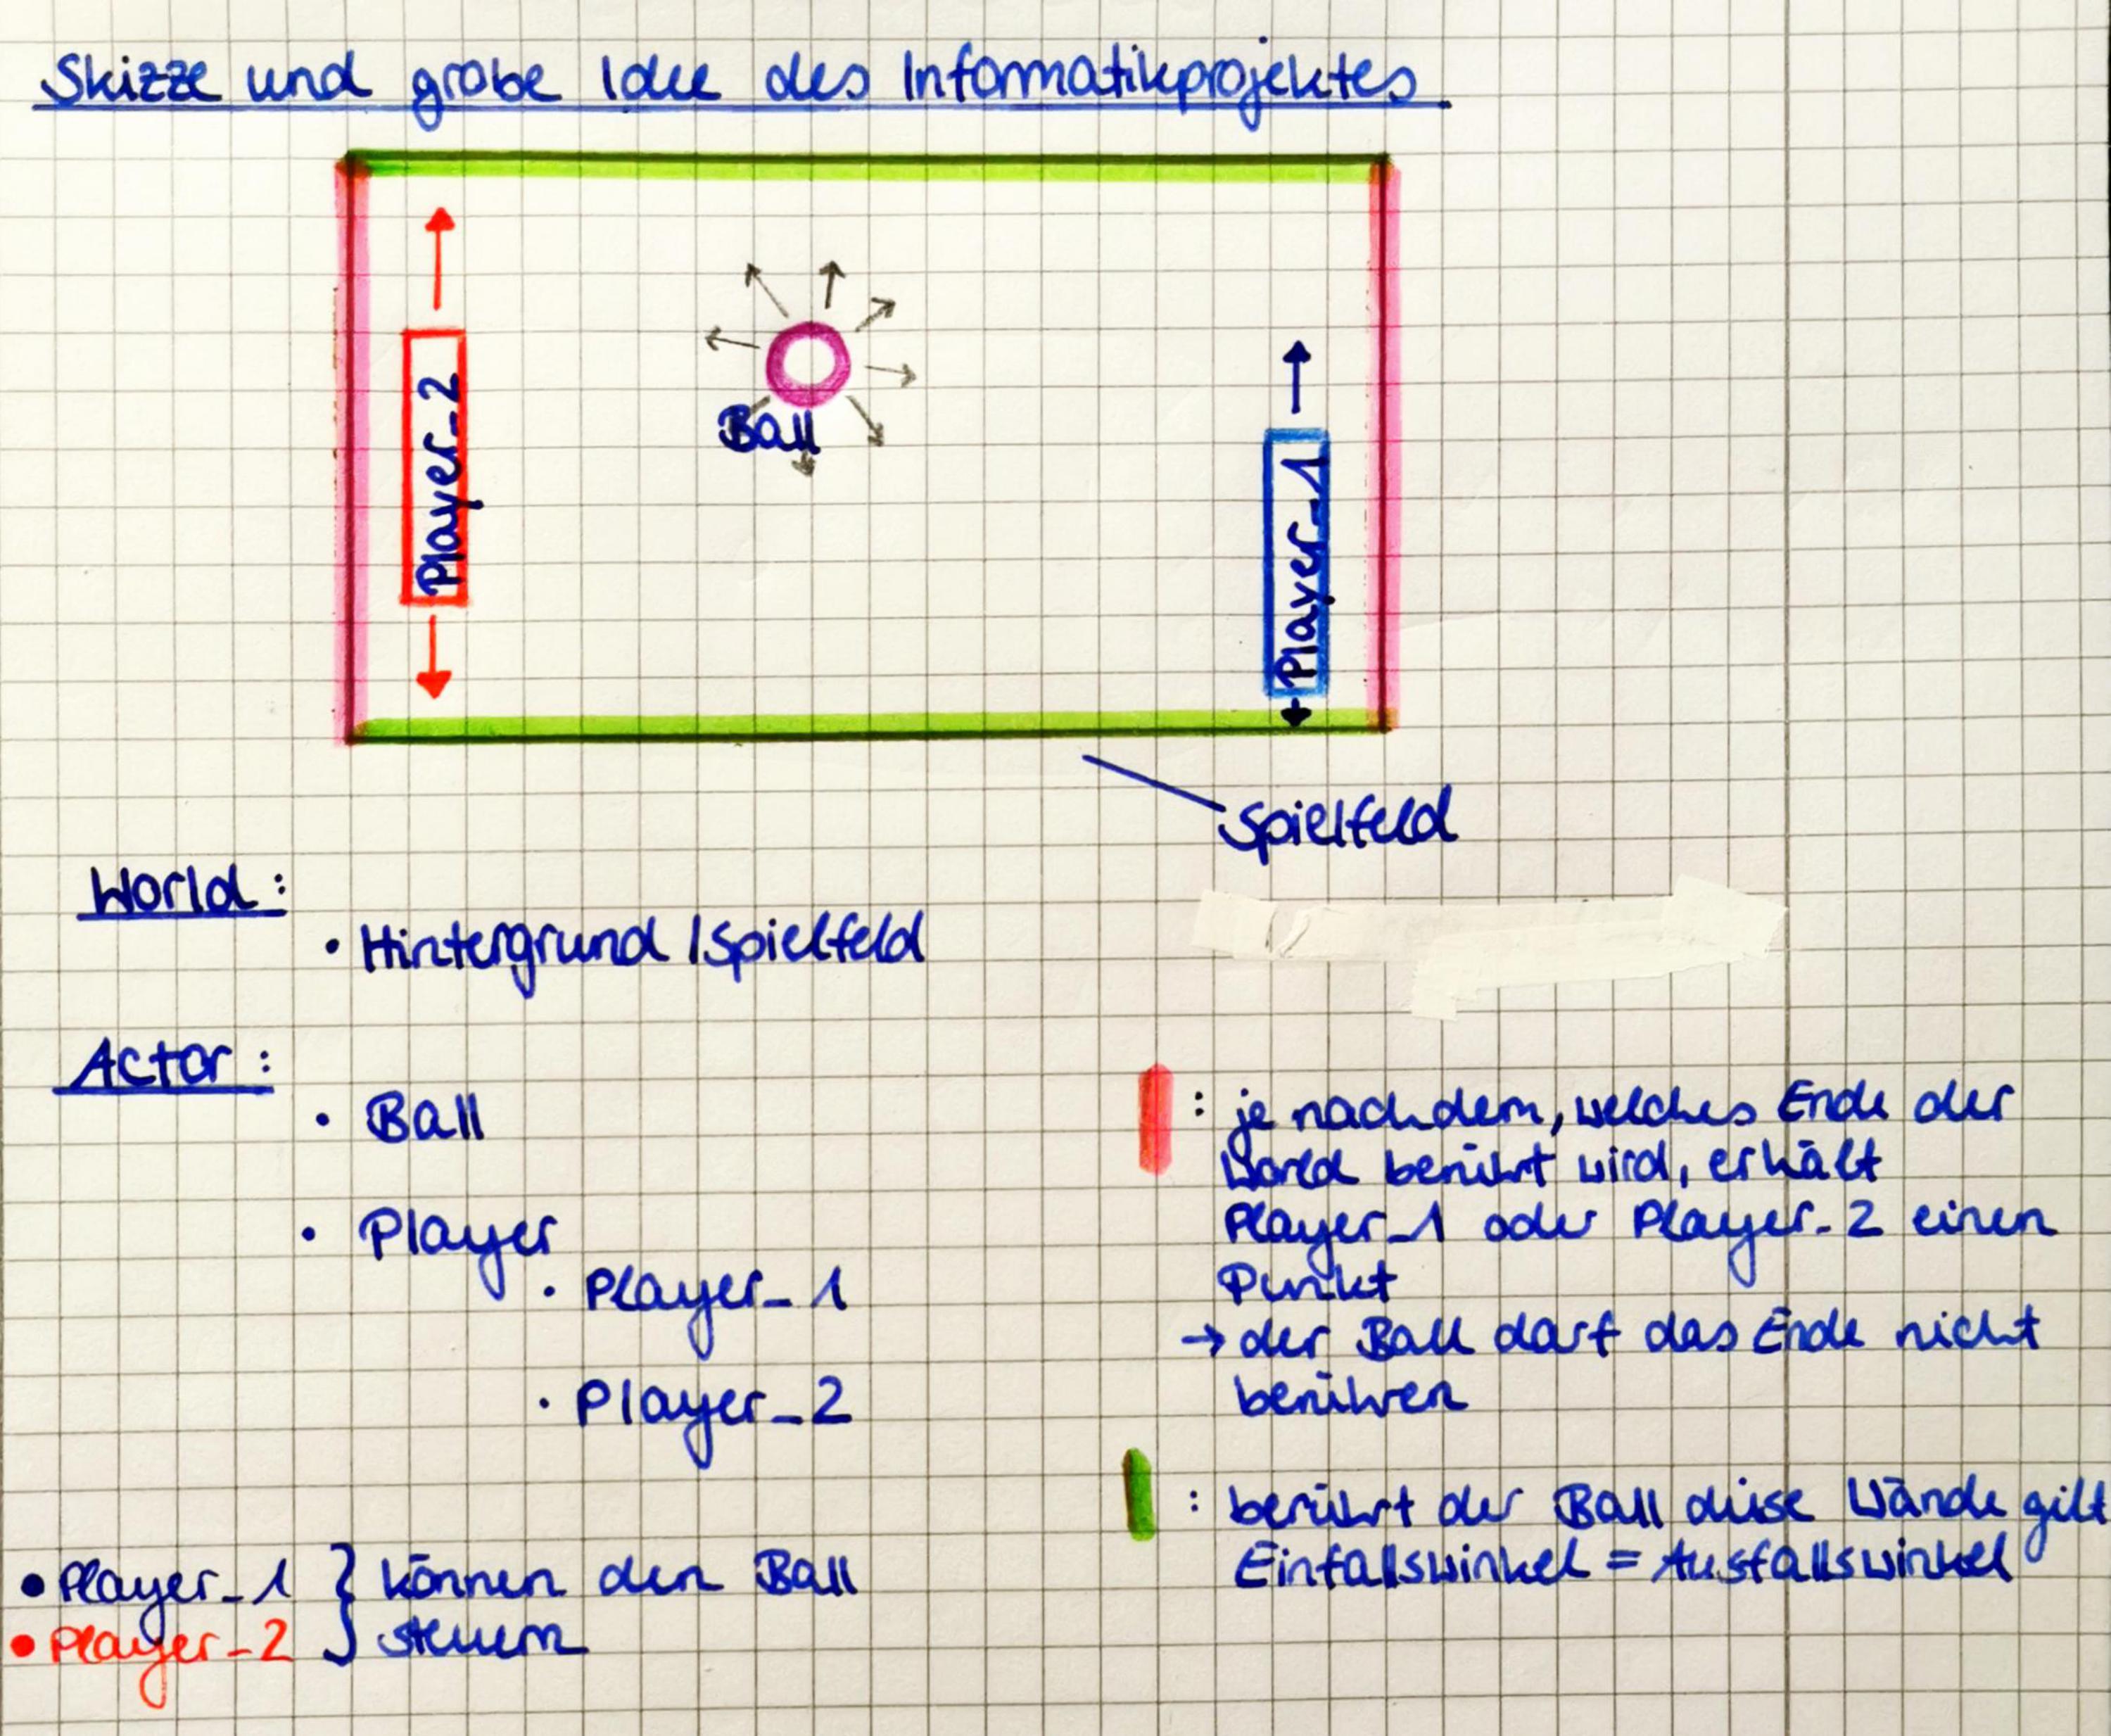 Skizze und grobe Idee des Informatikprojektes
Player_2
Ball
Player_1
Spielfeld
World:
• Hintergrund / Spielfeld
Actor:
• Ball
• Player
• Player_1
• Player_2
• Player_1 } können den Ball
• Player_2 } steuern
: je nachdem, welches Ende der
World berührt wird, erhält
Player_1 oder Player_2 einen
Punkt
→ der Ball darf das Ende nicht
berühren
: berührt der Ball diese Wände gilt
Einfallswinkel = Ausfallswinkel